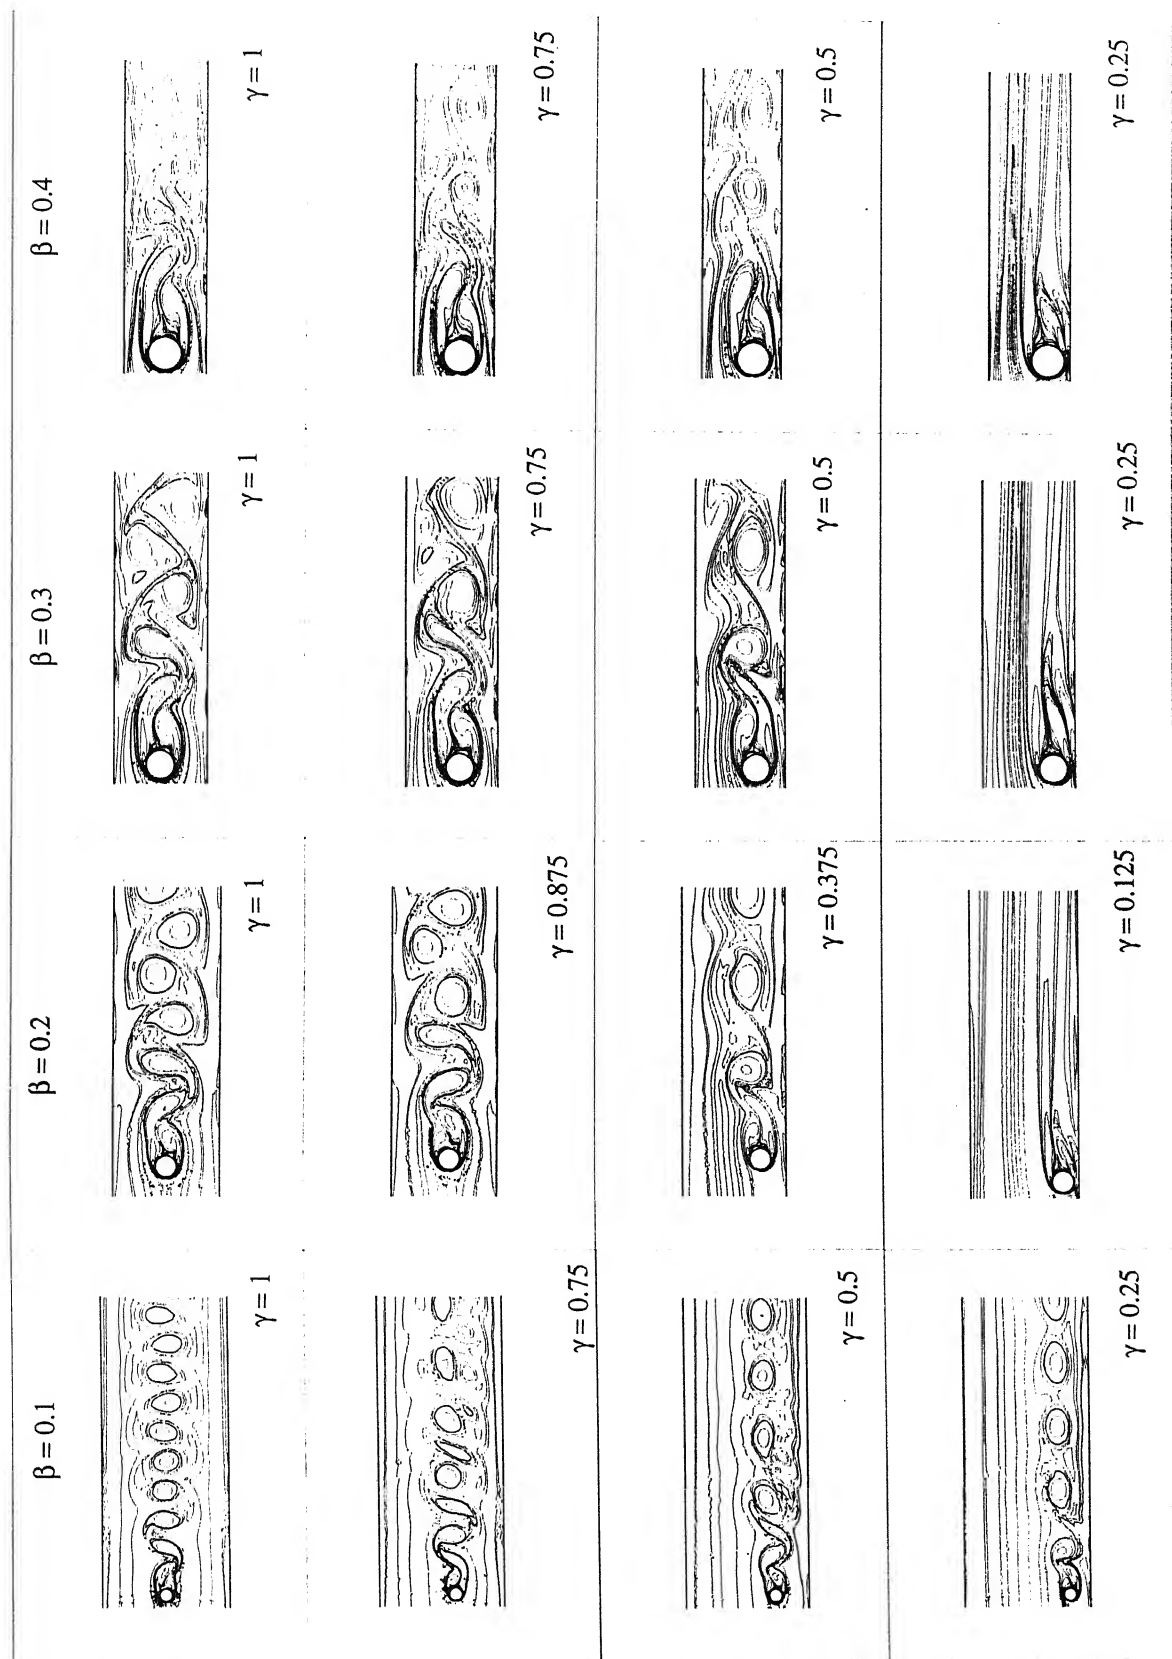 β = 0.1
β = 0.2
β = 0.3
β = 0.4
γ = 1
γ = 1
γ = 1
γ = 1
γ = 0.75
γ = 0.875
γ = 0.75
γ = 0.75
γ = 0.5
γ = 0.375
γ = 0.5
γ = 0.5
γ = 0.25
γ = 0.125
γ = 0.25
γ = 0.25